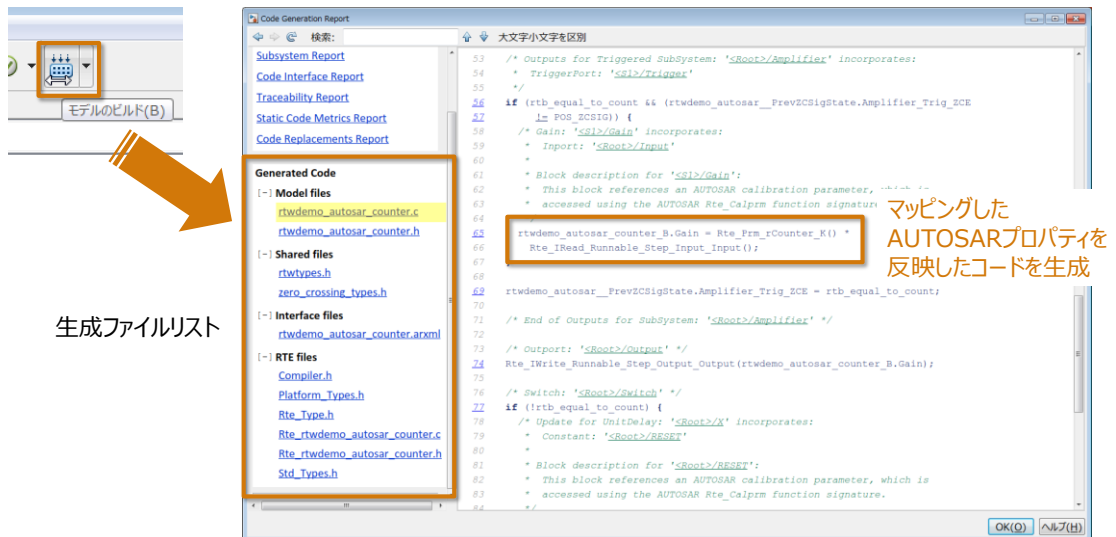 モデルのビルド(B)
生成ファイルリスト
Code Generation Report
検索:
大文字小文字を区別
Subsystem Report
Code Interface Report
Traceability Report
Static Code Metrics Report
Code Replacements Report
Generated Code
[-] Model files
rtwdemo_autosar_counter.c
rtwdemo_autosar_counter.h
[-] Shared files
rtwtypes.h
zero_crossing_types.h
[-] Interface files
rtwdemo_autosar_counter.arxml
[-] RTE files
Compiler.h
Platform_Types.h
Rte_Type.h
Rte_rtwdemo_autosar_counter.c
Rte_rtwdemo_autosar_counter.h
Std_Types.h
53 /* Outputs for Triggered SubSystem: '<Root>/Amplifier' incorporates:
54 * TriggerPort: '<S1>/Trigger'
55 */
56 if (rtb_equal_to_count && (rtwdemo_autosar__PrevZCSigState.Amplifier_Trig_ZCE
57 != POS_ZCSIG)) {
58 /* Gain: '<S1>/Gain' incorporates:
59 * Inport: '<Root>/Input'
60 *
61 * Block description for '<S1>/Gain':
62 * This block references an AUTOSAR calibration parameter, which is
63 * accessed using the AUTOSAR Rte_Calprm function signature
64
65 rtwdemo_autosar_counter_B.Gain = Rte_Prm_rCounter_K() *
66 Rte_IRead_Runnable_Step_Input_Input();
67
68
69 rtwdemo_autosar__PrevZCSigState.Amplifier_Trig_ZCE = rtb_equal_to_count;
70
71 /* End of Outputs for SubSystem: '<Root>/Amplifier' */
72
73 /* Outport: '<Root>/Output' */
74 Rte_IWrite_Runnable_Step_Output_Output(rtwdemo_autosar_counter_B.Gain);
75
76 /* Switch: '<Root>/Switch' */
77 if (!rtb_equal_to_count) {
78 /* Update for UnitDelay: '<Root>/X' incorporates:
79 * Constant: '<Root>/RESET'
80 *
81 * Block description for '<Root>/RESET':
82 * This block references an AUTOSAR calibration parameter, which is
83 * accessed using the AUTOSAR Rte_Calprm function signature.
84 */
マッピングした
AUTOSARプロパティを
反映したコードを生成
OK(O) ヘルプ(H)